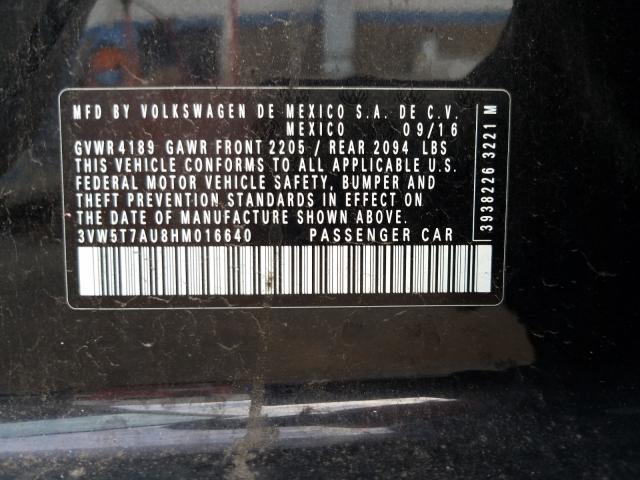 MFD BY VOLKSWAGEN DE MEXICO S.A. DE C.V.
MEXICO 09/16
GVWR 4189 GAWR FRONT 2205 / REAR 2094 LBS
THIS VEHICLE CONFORMS TO ALL APPLICABLE U.S.
FEDERAL MOTOR VEHICLE SAFETY, BUMPER AND
THEFT PREVENTION STANDARDS IN EFFECT ON
THE DATE OF MANUFACTURE SHOWN ABOVE.
3VW5T7AU8HM016640 PASSENGER CAR
3938226 3221 M